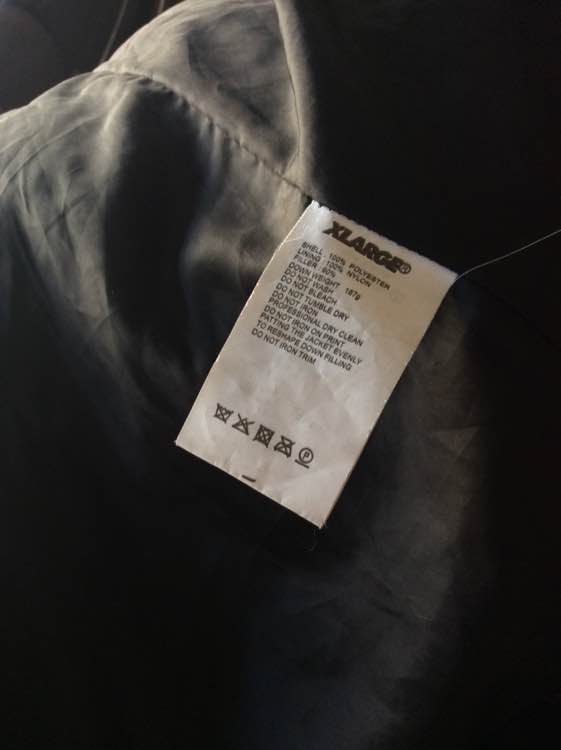 XLARGE®
SHELL: 100% POLYESTER
LINING: 100% NYLON
FILLER: 90%
DOWN WEIGHT 187g
DO NOT WASH
DO NOT BLEACH
DO NOT TUMBLE DRY
DO NOT IRON
PROFESSIONAL DRY CLEAN
DO NOT IRON ON PRINT
PATTING THE JACKET EVENLY
TO RESHAPE DOWN FILLING
DO NOT IRON TRIM
P